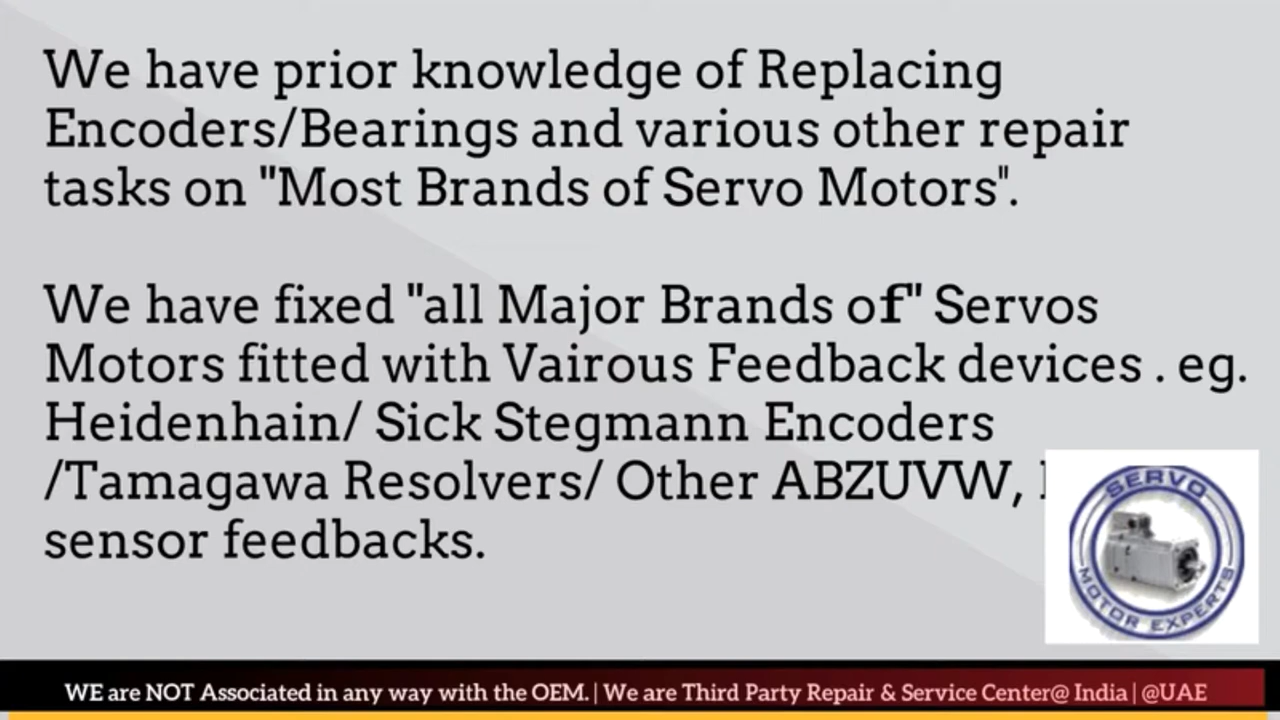 We have prior knowledge of Replacing
Encoders/Bearings and various other repair
tasks on "Most Brands of Servo Motors".
We have fixed "all Major Brands of" Servos
Motors fitted with Vairous Feedback devices . eg.
Heidenhain/ Sick Stegmann Encoders
/Tamagawa Resolvers/ Other ABZUVW,
sensor feedbacks.
SERVO
MOTOR EXPERTS
WE are NOT Associated in any way with the OEM. | We are Third Party Repair & Service Center@ India | @UAE